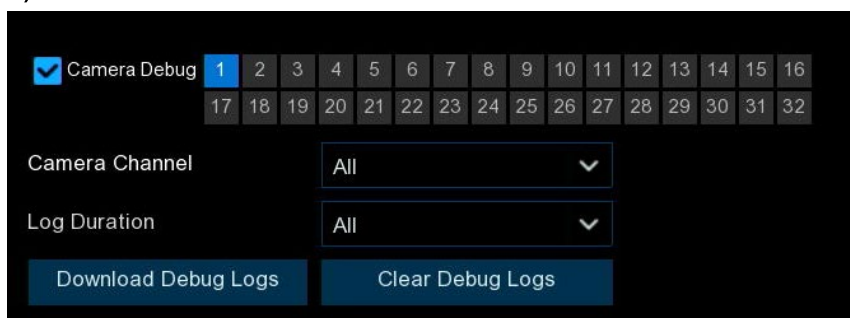 Camera Debug 1 2 3 4 5 6 7 8 9 10 11 12 13 14 15 16
17 18 19 20 21 22 23 24 25 26 27 28 29 30 31 32
Camera Channel All
Log Duration All
Download Debug Logs Clear Debug Logs